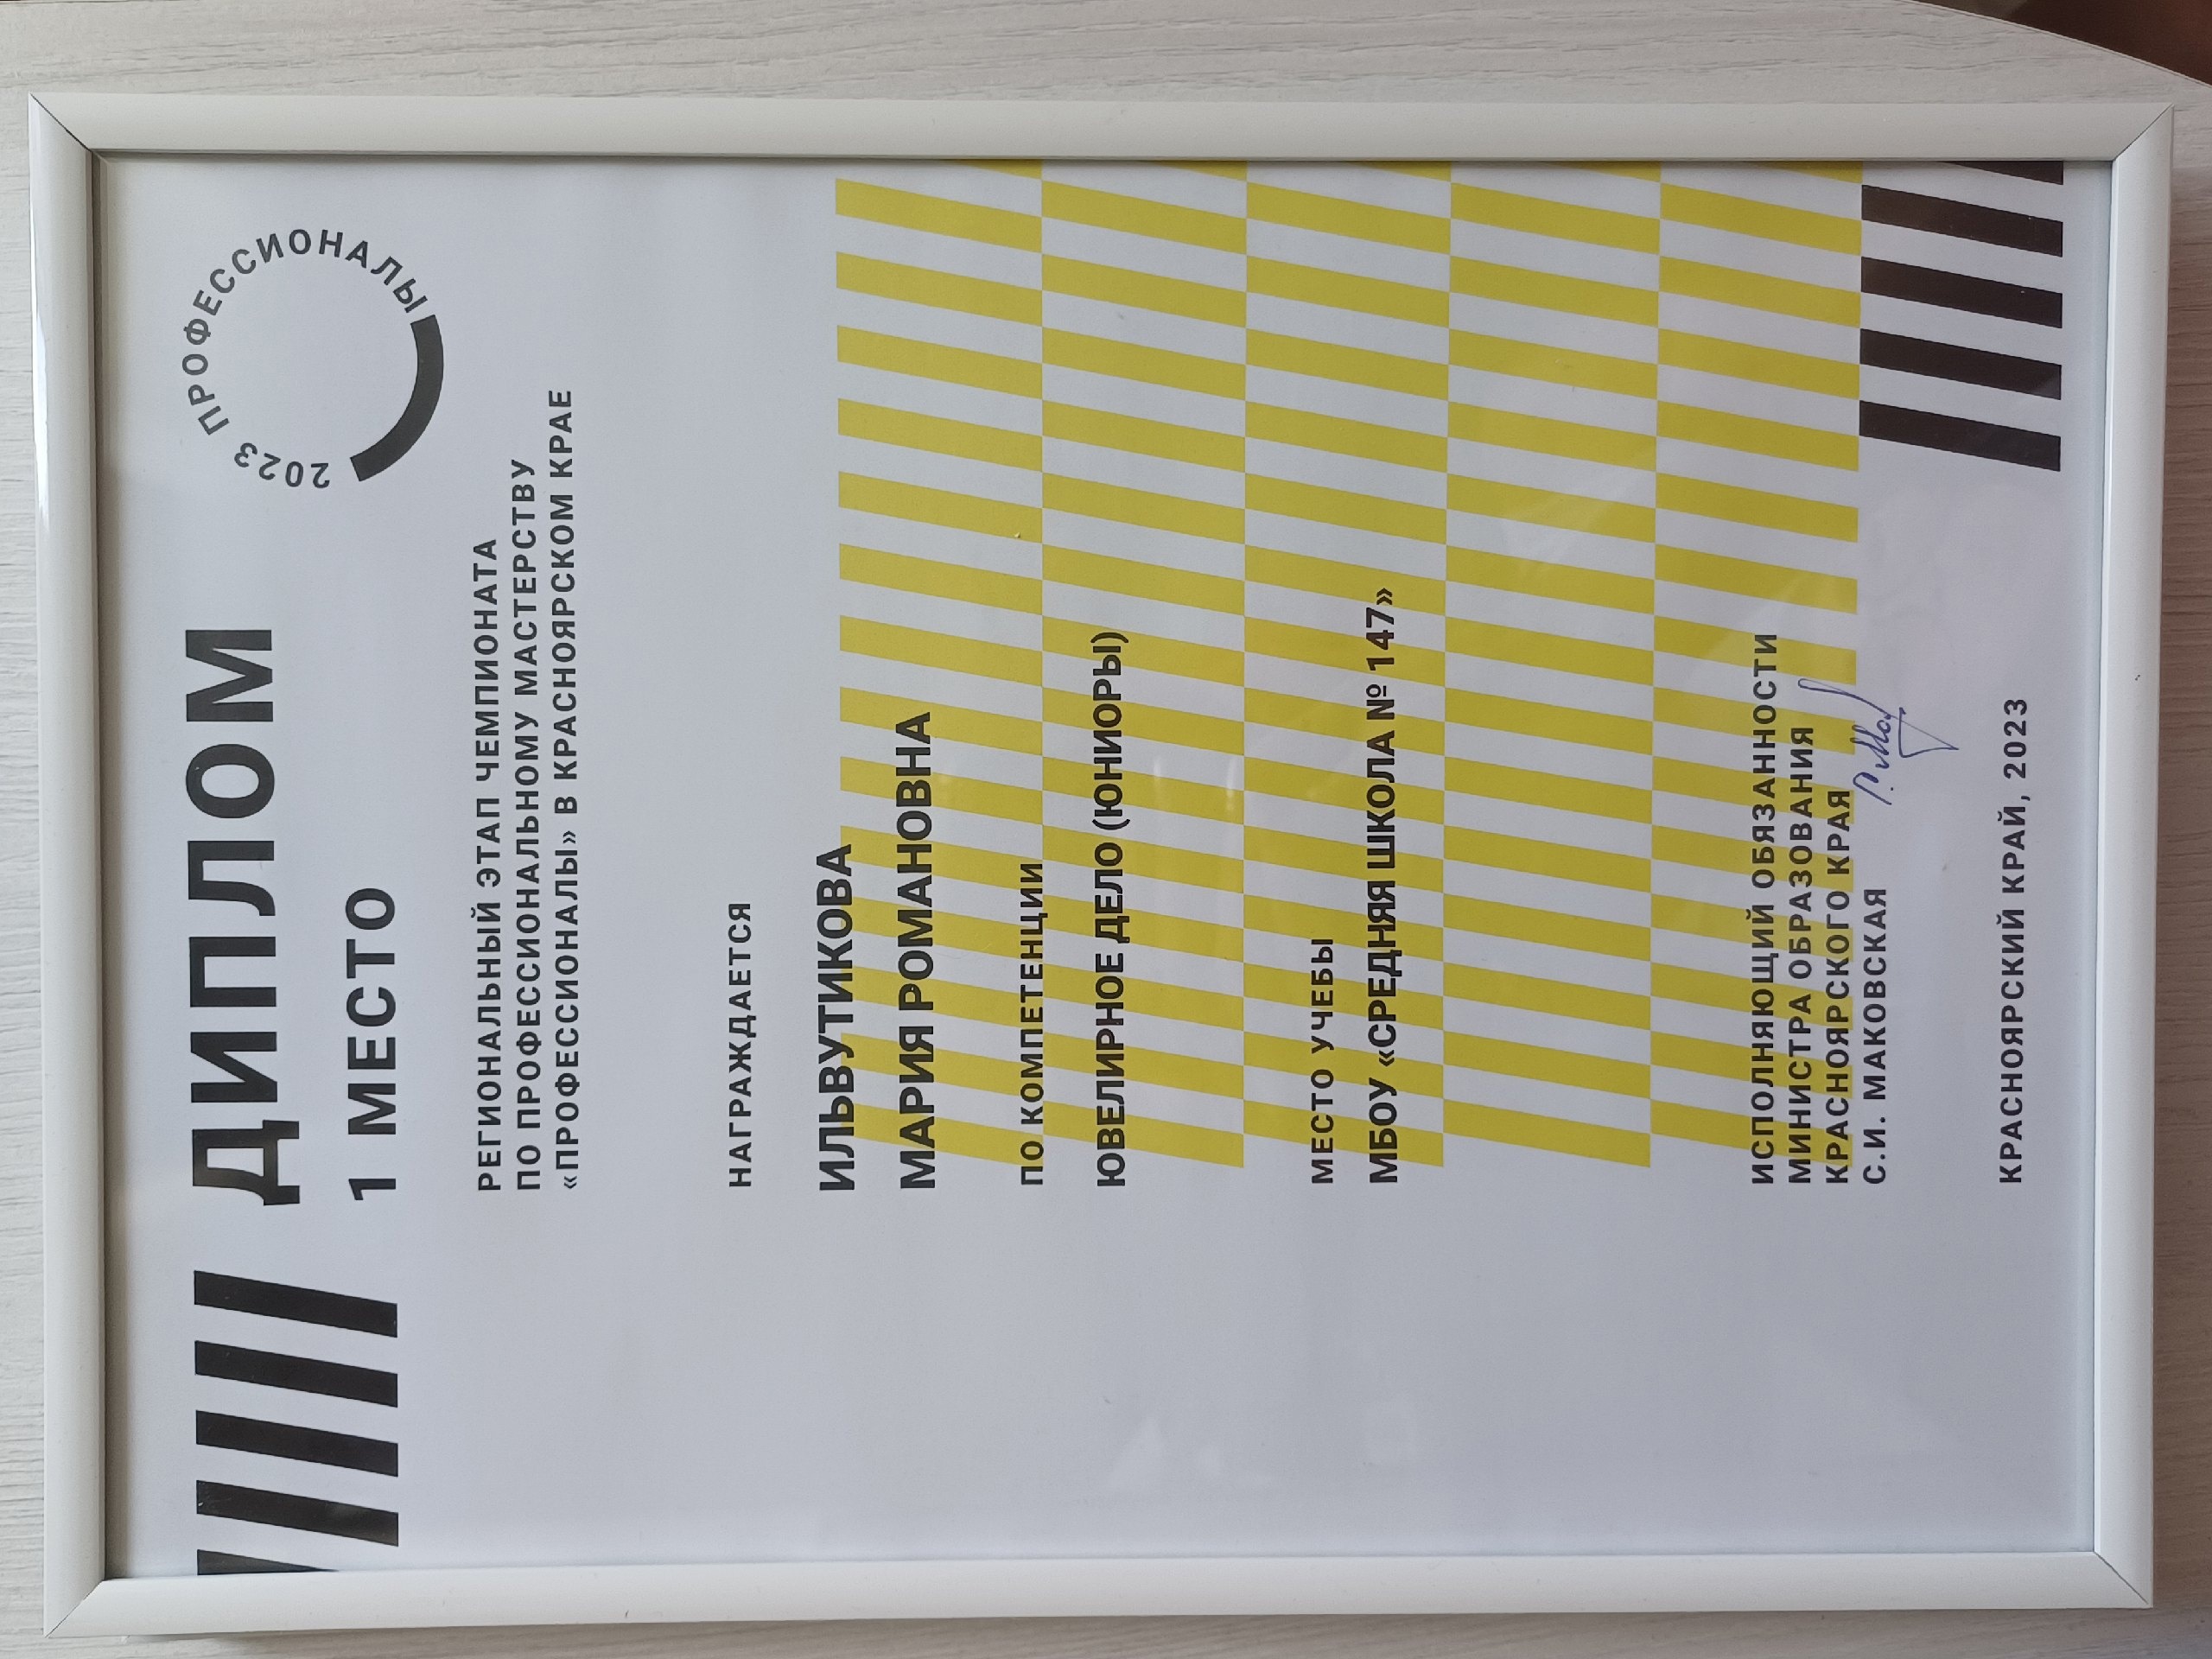 ДИПЛОМ
1 МЕСТО
2023 ПРОФЕССИОНАЛЫ
РЕГИОНАЛЬНЫЙ ЭТАП ЧЕМПИОНАТА
ПО ПРОФЕССИОНАЛЬНОМУ МАСТЕРСТВУ
«ПРОФЕССИОНАЛЫ» В КРАСНОЯРСКОМ КРАЕ
НАГРАЖДАЕТСЯ
ИЛЬВУТИКОВА
МАРИЯ РОМАНОВНА
ПО КОМПЕТЕНЦИИ
ЮВЕЛИРНОЕ ДЕЛО (ЮНИОРЫ)
МЕСТО УЧЕБЫ
МБОУ «СРЕДНЯЯ ШКОЛА № 147»
ИСПОЛНЯЮЩИЙ ОБЯЗАННОСТИ
МИНИСТРА ОБРАЗОВАНИЯ
КРАСНОЯРСКОГО КРАЯ
С.И. МАКОВСКАЯ
КРАСНОЯРСКИЙ КРАЙ, 2023